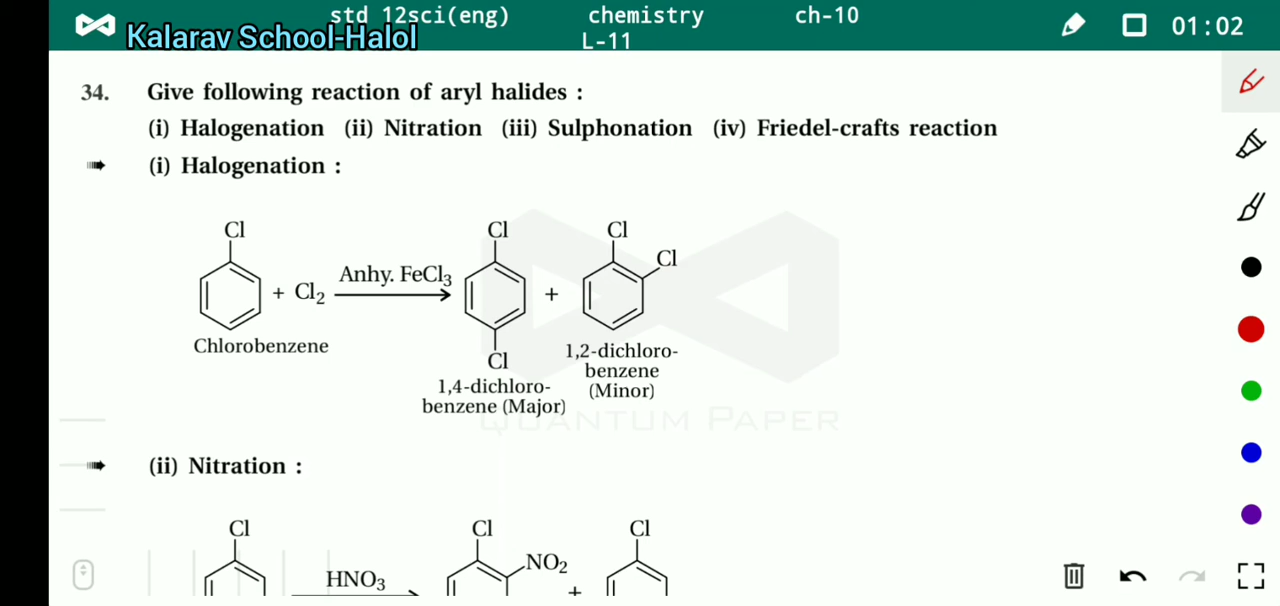 std 12sci(eng) chemistry ch-10
Kalarav School-Halol L-11 01:02
34. Give following reaction of aryl halides :
(i) Halogenation (ii) Nitration (iii) Sulphonation (iv) Friedel-crafts reaction
(i) Halogenation :
Cl Cl Cl
Cl
+ Cl₂ Anhy. FeCl₃ +
Chlorobenzene
Cl
1,2-dichloro-
benzene
(Minor)
1,4-dichloro-
benzene (Major)
QUANTUM PAPER
(ii) Nitration :
Cl Cl Cl
NO₂
HNO₃ +